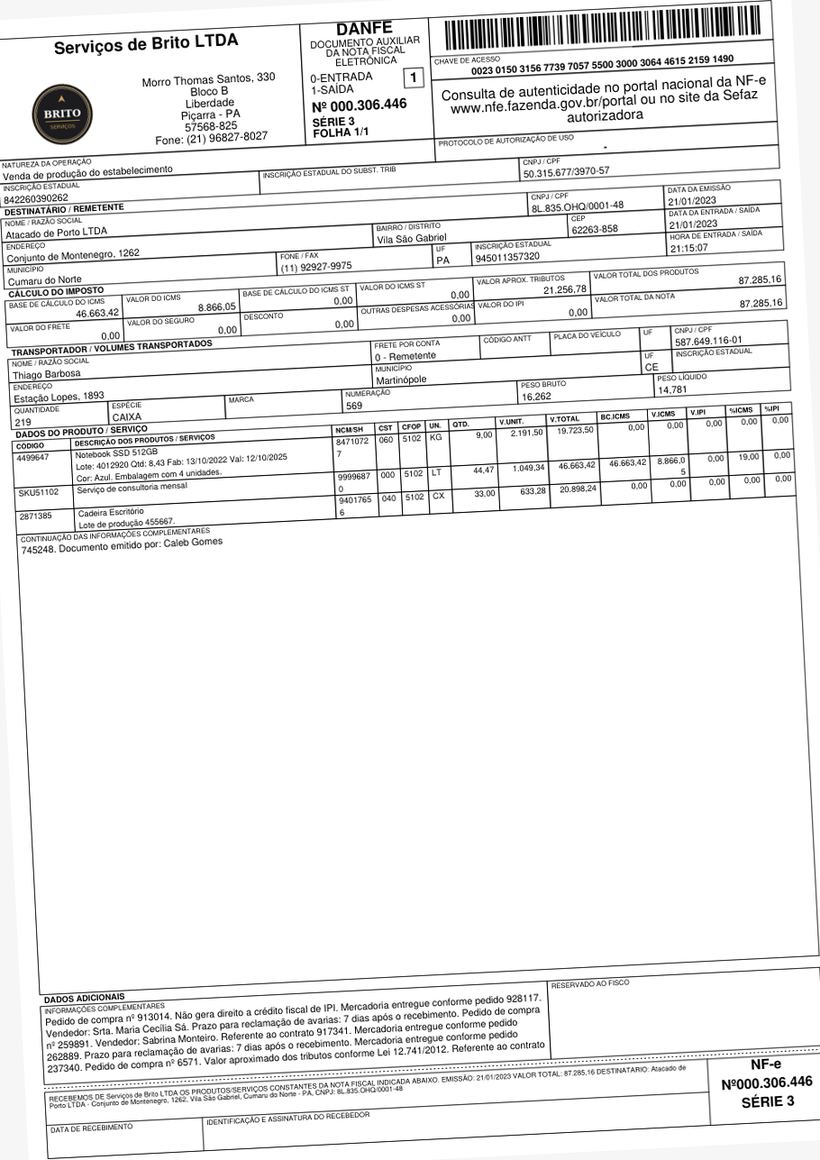 Serviços de Brito LTDA
BRITO
SERVIÇOS
Morro Thomas Santos, 330
Bloco B
Liberdade
Piçarra - PA
57568-825
Fone: (21) 96827-8027
DANFE
DOCUMENTO AUXILIAR
DA NOTA FISCAL
ELETRÔNICA
0-ENTRADA
1-SAÍDA
1
Nº 000.306.446
SÉRIE 3
FOLHA 1/1
CHAVE DE ACESSO
0023 0150 3156 7739 7057 5500 3000 3064 4615 2159 1490
Consulta de autenticidade no portal nacional da NF-e
www.nfe.fazenda.gov.br/portal ou no site da Sefaz
autorizadora
PROTOCOLO DE AUTORIZAÇÃO DE USO
-
NATUREZA DA OPERAÇÃO
Venda de produção do estabelecimento
INSCRIÇÃO ESTADUAL
842260390262
INSCRIÇÃO ESTADUAL DO SUBST. TRIB
CNPJ / CPF
50.315.677/3970-57
DESTINATÁRIO / REMETENTE
NOME / RAZÃO SOCIAL
Atacado de Porto LTDA
CNPJ / CPF
8L.835.OHQ/0001-48
DATA DA EMISSÃO
21/01/2023
ENDEREÇO
Conjunto de Montenegro, 1262
BAIRRO / DISTRITO
Vila São Gabriel
CEP
62263-858
DATA DA ENTRADA / SAÍDA
21/01/2023
MUNICÍPIO
Cumaru do Norte
FONE / FAX
(11) 92927-9975
UF
PA
INSCRIÇÃO ESTADUAL
945011357320
HORA DE ENTRADA / SAÍDA
21:15:07
CÁLCULO DO IMPOSTO
BASE DE CÁLCULO DO ICMS
46.663,42
VALOR DO ICMS
8.866,05
BASE DE CÁLCULO DO ICMS ST
0,00
VALOR DO ICMS ST
0,00
VALOR APROX. TRIBUTOS
21.256,78
VALOR TOTAL DOS PRODUTOS
87.285,16
VALOR DO FRETE
0,00
VALOR DO SEGURO
0,00
DESCONTO
0,00
OUTRAS DESPESAS ACESSÓRIAS
0,00
VALOR DO IPI
0,00
VALOR TOTAL DA NOTA
87.285,16
TRANSPORTADOR / VOLUMES TRANSPORTADOS
NOME / RAZÃO SOCIAL
Thiago Barbosa
FRETE POR CONTA
0 - Remetente
CÓDIGO ANTT
PLACA DO VEÍCULO
UF
CNPJ / CPF
587.649.116-01
ENDEREÇO
Estação Lopes, 1893
MUNICÍPIO
Martinópole
UF
CE
INSCRIÇÃO ESTADUAL
QUANTIDADE
219
ESPÉCIE
CAIXA
MARCA
NUMERAÇÃO
569
PESO BRUTO
16,262
PESO LÍQUIDO
14,781
DADOS DO PRODUTO / SERVIÇO
CÓDIGO DESCRIÇÃO DOS PRODUTOS / SERVIÇOS NCM/SH CST CFOP UN. QTD. V.UNIT. V.TOTAL BC.ICMS V.ICMS V.IPI %ICMS %IPI
4499647 Notebook SSD 512GB 8471072 060 5102 KG 9,00 2.191,50 19.723,50 0,00 0,00 0,00 0,00 0,00
Lote: 4012920 Qtd: 8,43 Fab: 13/10/2022 Val: 12/10/2025 7
Cor: Azul. Embalagem com 4 unidades.
SKU51102 Serviço de consultoria mensal 9999687 000 5102 LT 44,47 1.049,34 46.663,42 46.663,42 8.866,0 0,00 19,00 0,00
0 5
2871385 Cadeira Escritório 9401765 040 5102 CX 33,00 633,28 20.898,24 0,00 0,00 0,00 0,00 0,00
Lote de produção 455667. 6
CONTINUAÇÃO DAS INFORMAÇÕES COMPLEMENTARES
745248. Documento emitido por: Caleb Gomes
DADOS ADICIONAIS
INFORMAÇÕES COMPLEMENTARES
Pedido de compra nº 913014. Não gera direito a crédito fiscal de IPI. Mercadoria entregue conforme pedido 928117.
Vendedor: Srta. Maria Cecília Sá. Prazo para reclamação de avarias: 7 dias após o recebimento. Pedido de compra
nº 259891. Vendedor: Sabrina Monteiro. Referente ao contrato 917341. Mercadoria entregue conforme pedido
262889. Prazo para reclamação de avarias: 7 dias após o recebimento. Mercadoria entregue conforme pedido
237340. Pedido de compra nº 6571. Valor aproximado dos tributos conforme Lei 12.741/2012. Referente ao contrato
RESERVADO AO FISCO
RECEBEMOS DE Serviços de Brito LTDA OS PRODUTOS/SERVIÇOS CONSTANTES DA NOTA FISCAL INDICADA ABAIXO. EMISSÃO: 21/01/2023 VALOR TOTAL: 87.285,16 DESTINATÁRIO: Atacado de
Porto LTDA - Conjunto de Montenegro, 1262, Vila São Gabriel, Cumaru do Norte - PA, CNPJ: 8L.835.OHQ/0001-48
DATA DE RECEBIMENTO
IDENTIFICAÇÃO E ASSINATURA DO RECEBEDOR
NF-e
Nº000.306.446
SÉRIE 3